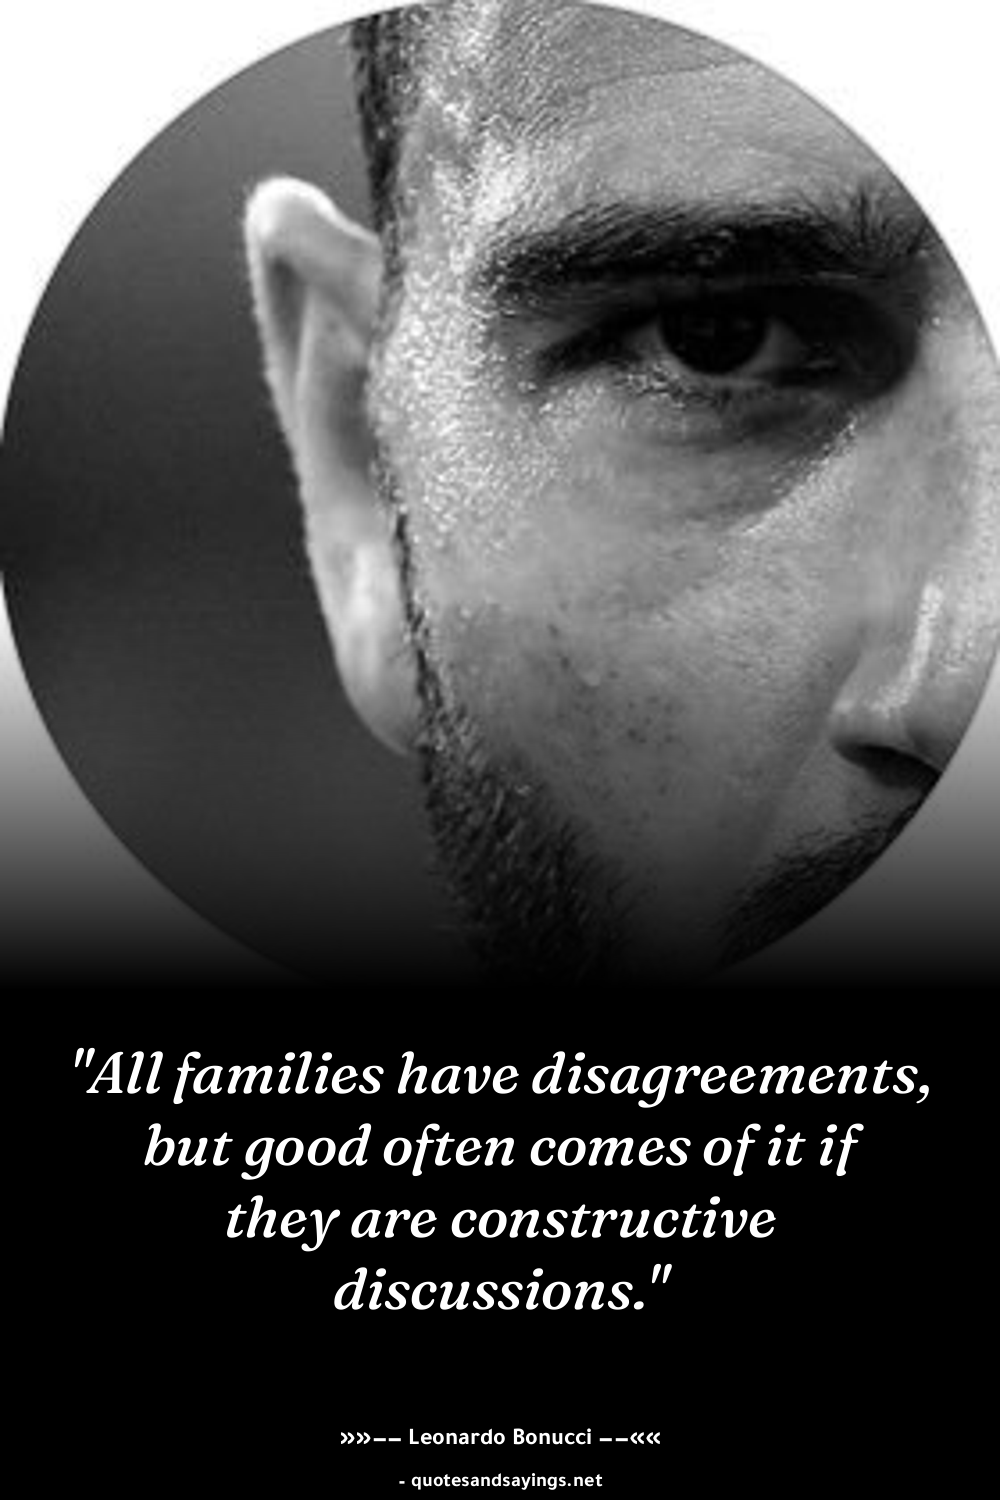 "All families have disagreements,
but good often comes of it if
they are constructive
discussions."
»»−− Leonardo Bonucci −−««
- quotesandsayings.net